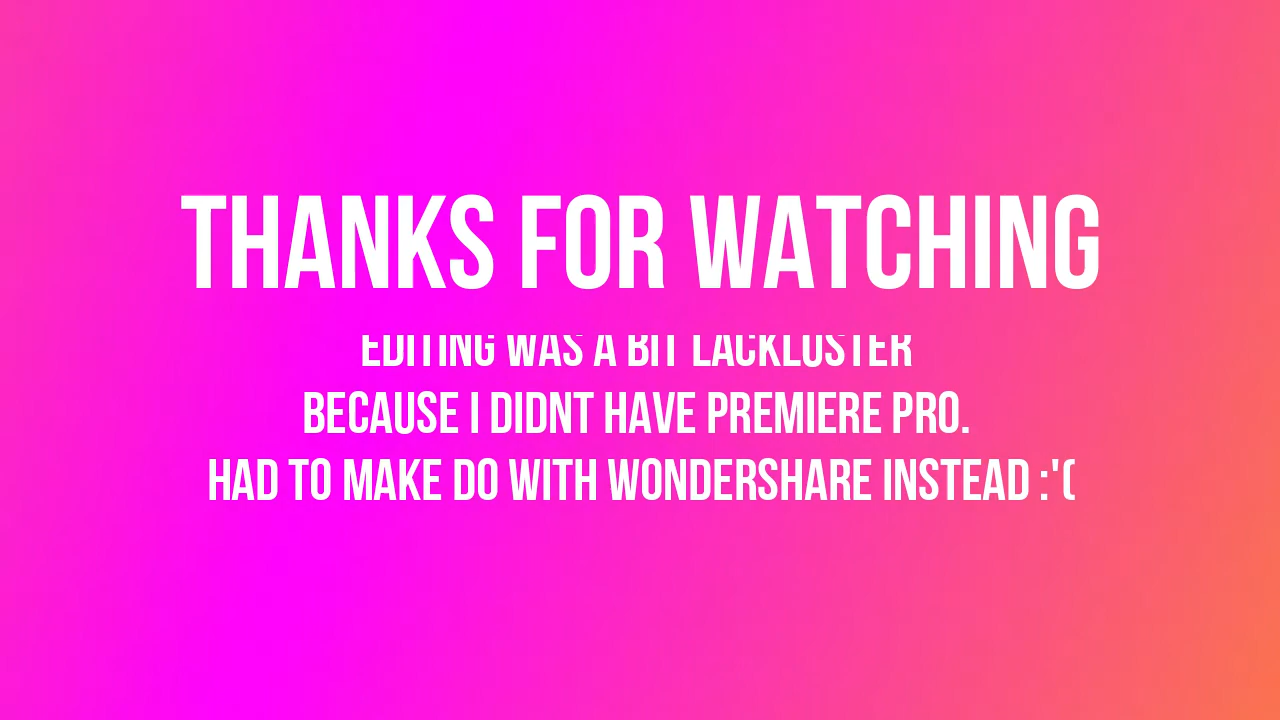 THANKS FOR WATCHING
EDITING WAS A BIT LACKLUSTER
BECAUSE I DIDNT HAVE PREMIERE PRO.
HAD TO MAKE DO WITH WONDERSHARE INSTEAD :'(